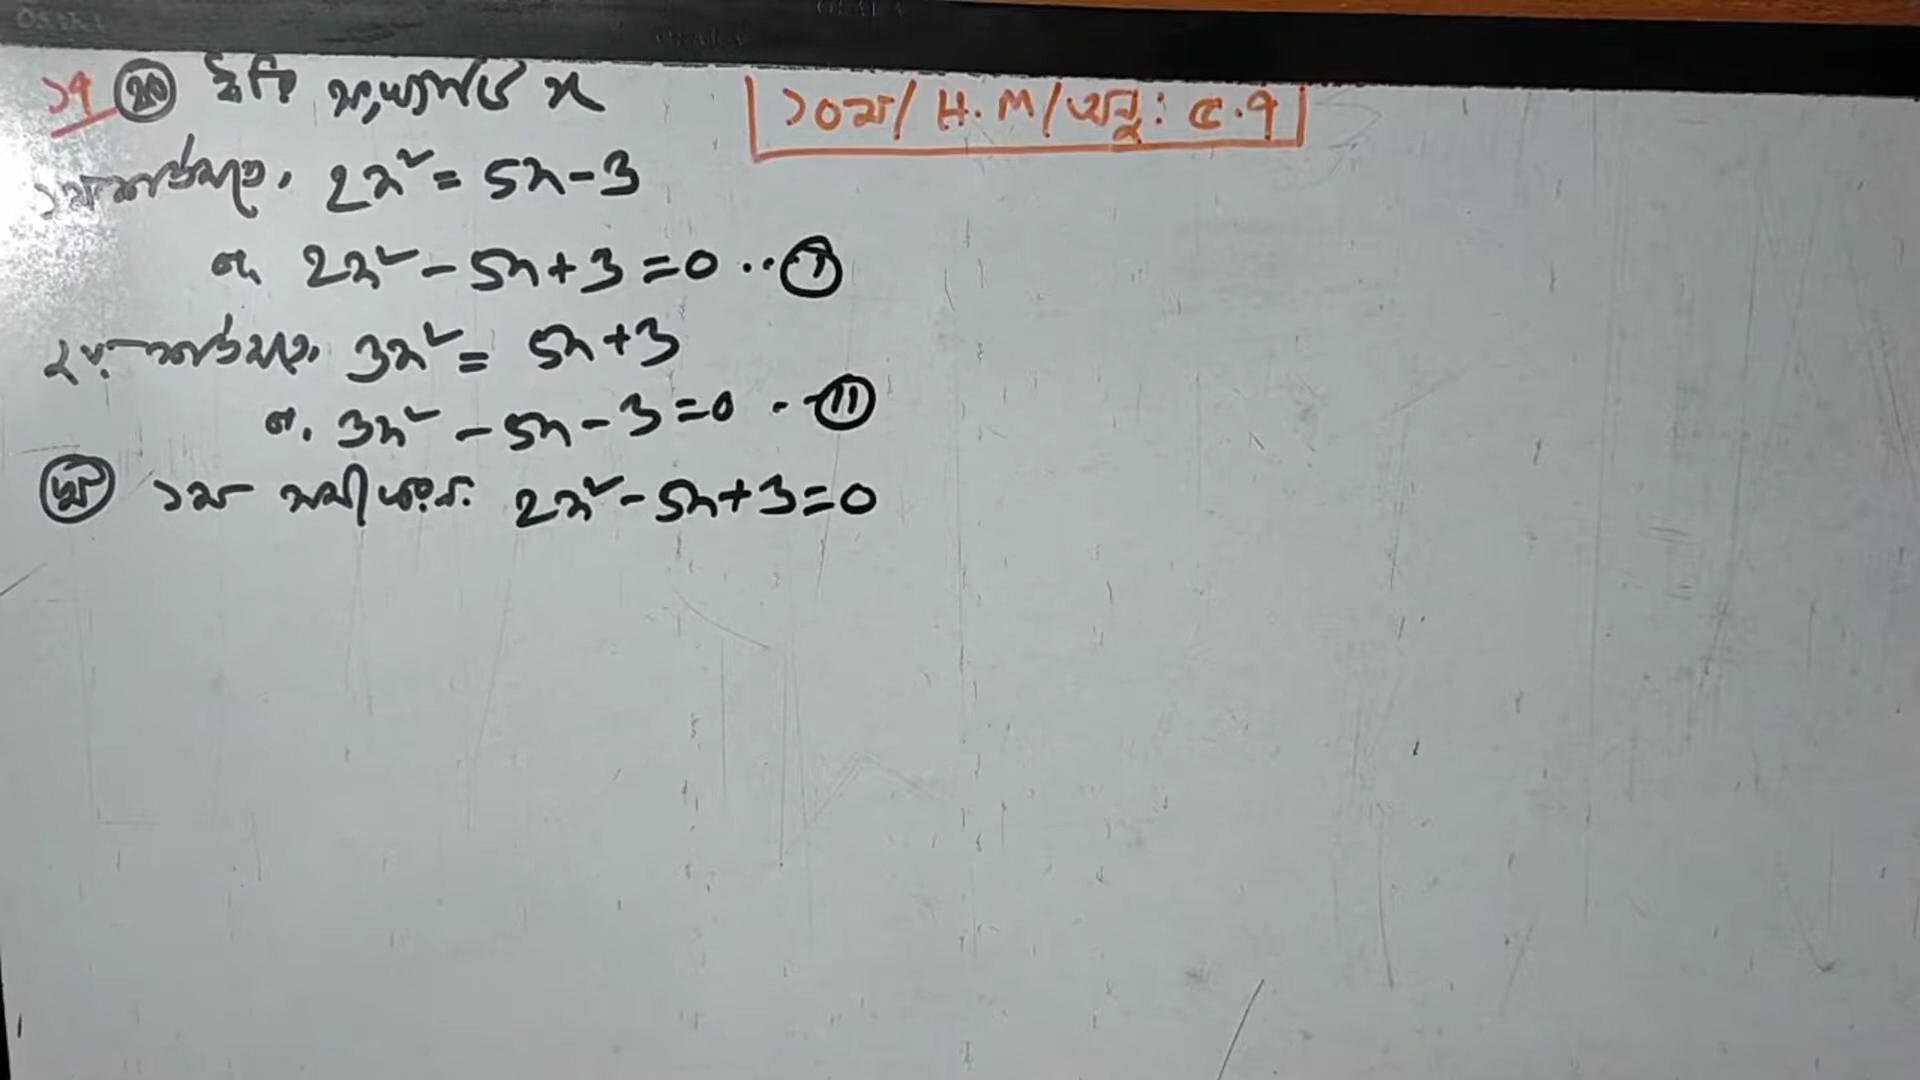 ১৭ ক ধরি সংখ্যাটি x
১০ম/ H.M/অনু: ৫.৭
১ম শর্তমতে, 2x² = 5x-3
বা, 2x² - 5x + 3 = 0 ... i
২য় শর্তমতে, 3x² = 5x+3
বা, 3x² - 5x - 3 = 0 - - ii
খ ১ম সমীকরণ 2x² - 5x + 3 = 0